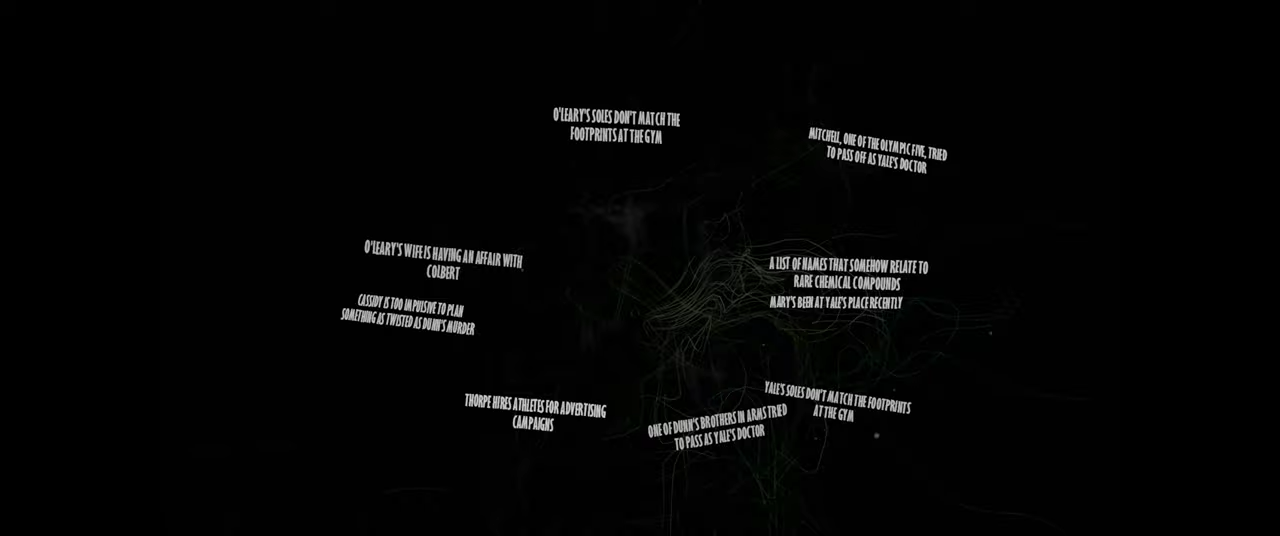 O'LEARY'S SOLES DON'T MATCH THE
FOOTPRINTS AT THE GYM
MITCHELL, ONE OF THE OLYMPIC FIVE, TRIED
TO PASS OFF AS YALE'S DOCTOR
O'LEARY'S WIFE IS HAVING AN AFFAIR WITH
COLBERT
A LIST OF NAMES THAT SOMEHOW RELATE TO
RARE CHEMICAL COMPOUNDS
MARY'S BEEN AT YALE'S PLACE RECENTLY
CASSIDY IS TOO IMPULSIVE TO PLAN
SOMETHING AS TWISTED AS DUNN'S MURDER
THORPE HIRES ATHLETES FOR ADVERTISING
CAMPAIGNS
ONE OF DUNN'S BROTHERS IN ARMS TRIED
TO PASS AS YALE'S DOCTOR
YALE'S SOLES DON'T MATCH THE FOOTPRINTS
AT THE GYM